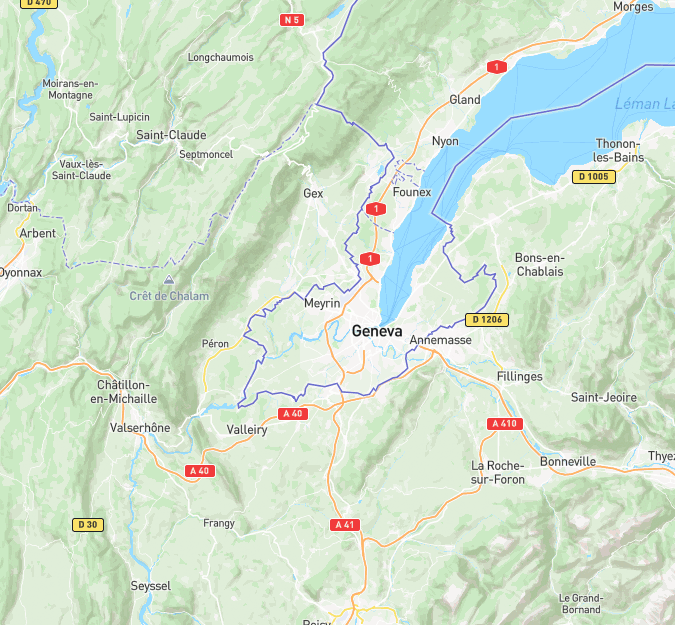 D 470
Morges
N 5
Longchaumois
1
Moirans-en-
Montagne
Gland
Léman La
Saint-Lupicin
Saint-Claude
Nyon
Thonon-
les-Bains
Septmoncel
Vaux-lès-
Saint-Claude
D 1005
Gex
Founex
Dortan
1
Arbent
Bons-en-
Chablais
1
Oyonnax
Crêt de Chalam
Meyrin
D 1206
Geneva
Annemasse
Péron
Fillinges
Châtillon-
en-Michaille
Saint-Jeoire
A 40
A 410
Valserhône
Valleiry
A 40
La Roche-
sur-Foron
Bonneville
Thyez
D 30
Frangy
A 41
Seyssel
Le Grand-
Bornand